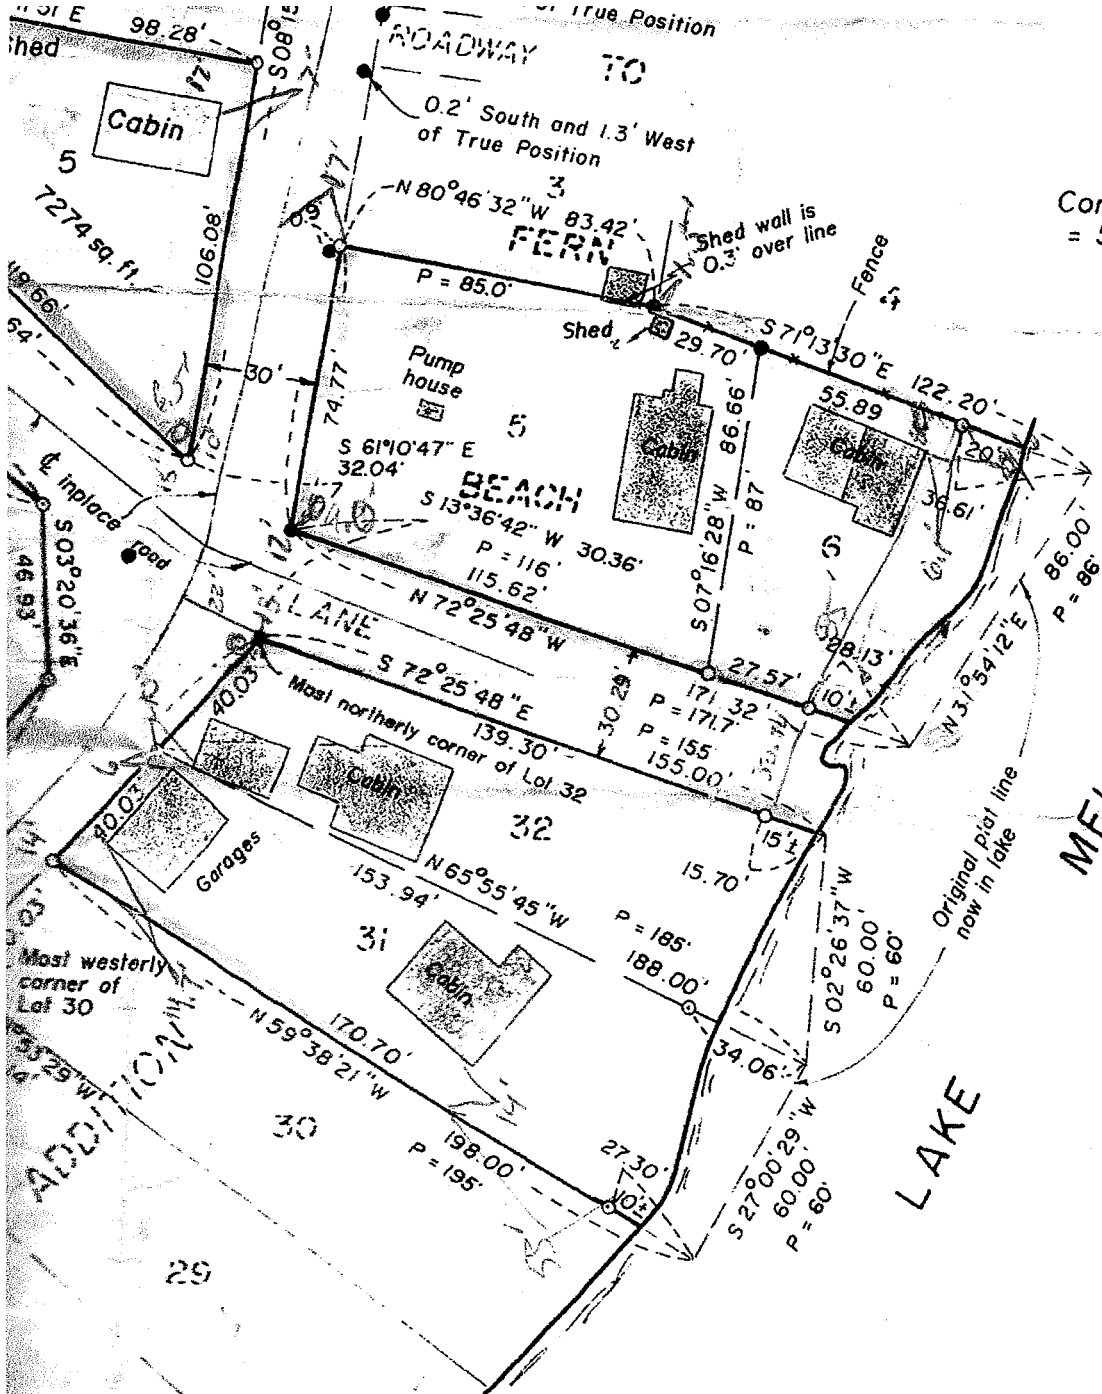 98.28'
Shed
S 08° 15
of True Position
ROADWAY TO
0.2' South and 1.3' West
of True Position
Cabin
5
7274 sq. ft.
106.08'
17'
3
N 80° 46' 32" W 83.42'
FERN
Shed wall is
0.3' over line
Fence
P = 85.0'
Shed
29.70'
S 71° 13' 30" E
122.20'
55.89
20'±
30'
74.77'
Pump
house
5
Cabin
86.66'
S 07° 16' 28" W
P = 87'
Cabin
36.61'
6
S 61° 10' 47" E
32.04'
BEACH
S 13° 36' 42" W 30.36'
P = 116'
115.62'
N 72° 25' 48" W
℄ inplace
road
S 03° 20' 36" E
46.93'
12'
22'
LANE
86.00'
P = 86'
N 31° 54' 12" E
28.13'
10'±
27.57'
171.32'
P = 171.7'
P = 155'
155.00'
30.29'
S 72° 25' 48" E
139.30'
40.03'
Most northerly
corner of Lot 32
Cabin
32
15'±
15.70'
40.03'
14'
Garages
N 65° 55' 45" W
153.94'
31
Cabin
P = 185'
188.00'
S 02° 26' 37" W
60.00'
P = 60'
Original plat line
now in lake
LAKE
Most westerly
corner of
Lot 30
ADDITION
N 59° 38' 21" W
170.70'
34.06'
30
198.00'
P = 195'
27.30'
10'±
S 27° 00' 29" W
60.00'
P = 60'
29